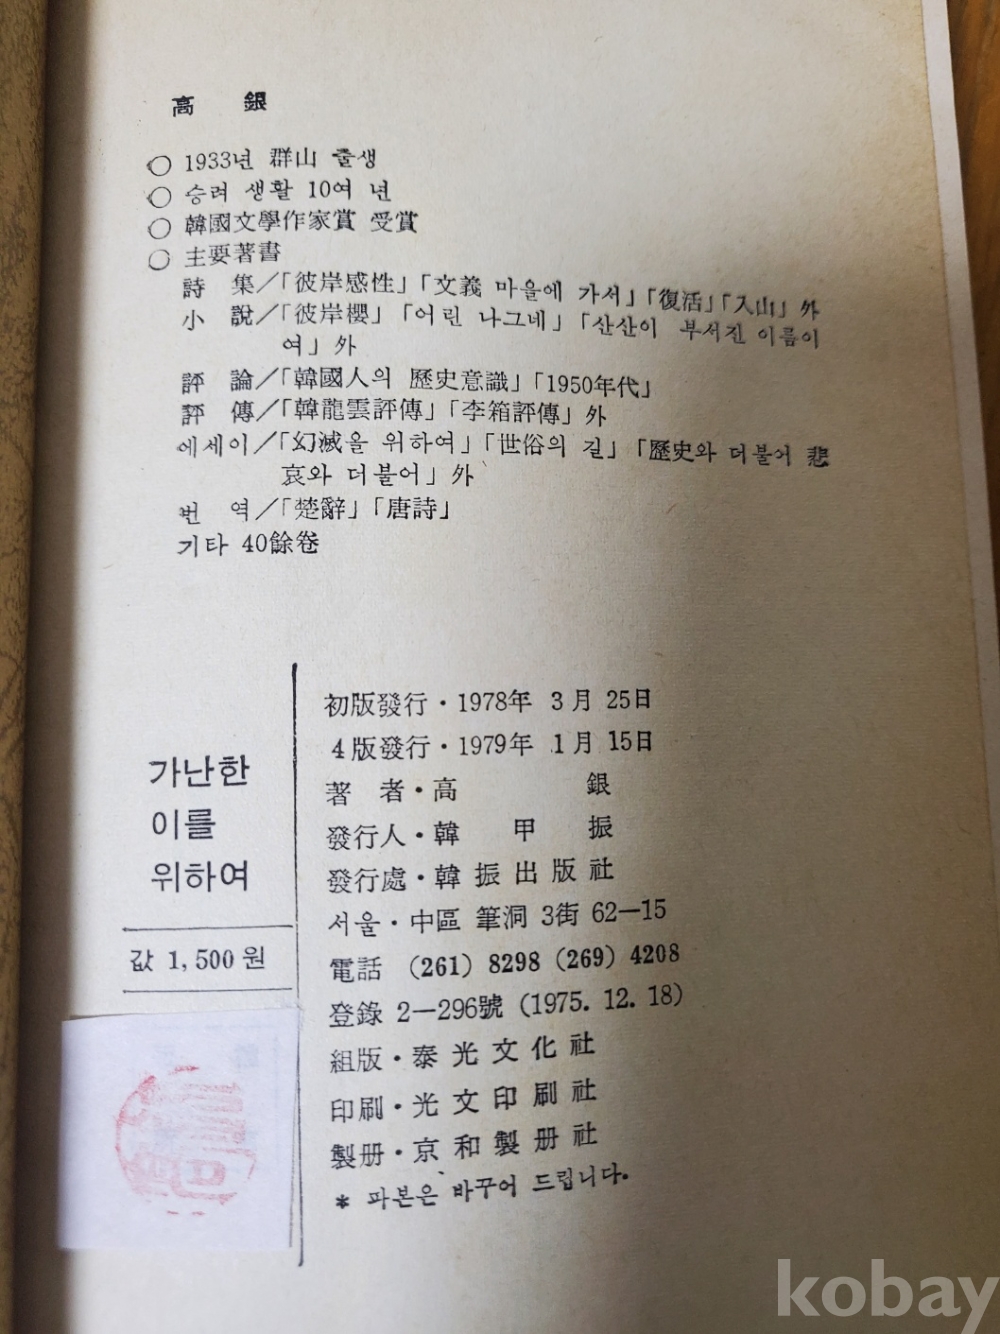 高 銀
○ 1933년 群山 출생
○ 승려 생활 10여 년
○ 韓國文學作家賞 受賞
○ 主要著書
詩 集／「彼岸感性」「文義 마을에 가서」「復活」「入山」外
小 說／「彼岸櫻」「어린 나그네」「산산이 부서진 이름이
여」外
評 論／「韓國人의 歷史意識」「1950年代」
評 傳／「韓龍雲評傳」「李箱評傳」外
에세이／「幻滅을 위하여」「世俗의 길」「歷史와 더불어 悲
哀와 더불어」外
번 역／「楚辭」「唐詩」
기타 40餘卷
가난한
이를
위하여
값 1,500원
初版發行·1978年 3月 25日
4版發行·1979年 1月 15日
著 者·高 銀
發行人·韓 甲 振
發行處·韓 振 出 版 社
서울·中區 筆洞 3街 62—15
電話 (261) 8298 (269) 4208
登錄 2—296號 (1975. 12. 18)
組版·泰 光 文 化 社
印刷·光 文 印 刷 社
製册·京 和 製 册 社
* 파본은 바꾸어 드립니다.
kobay